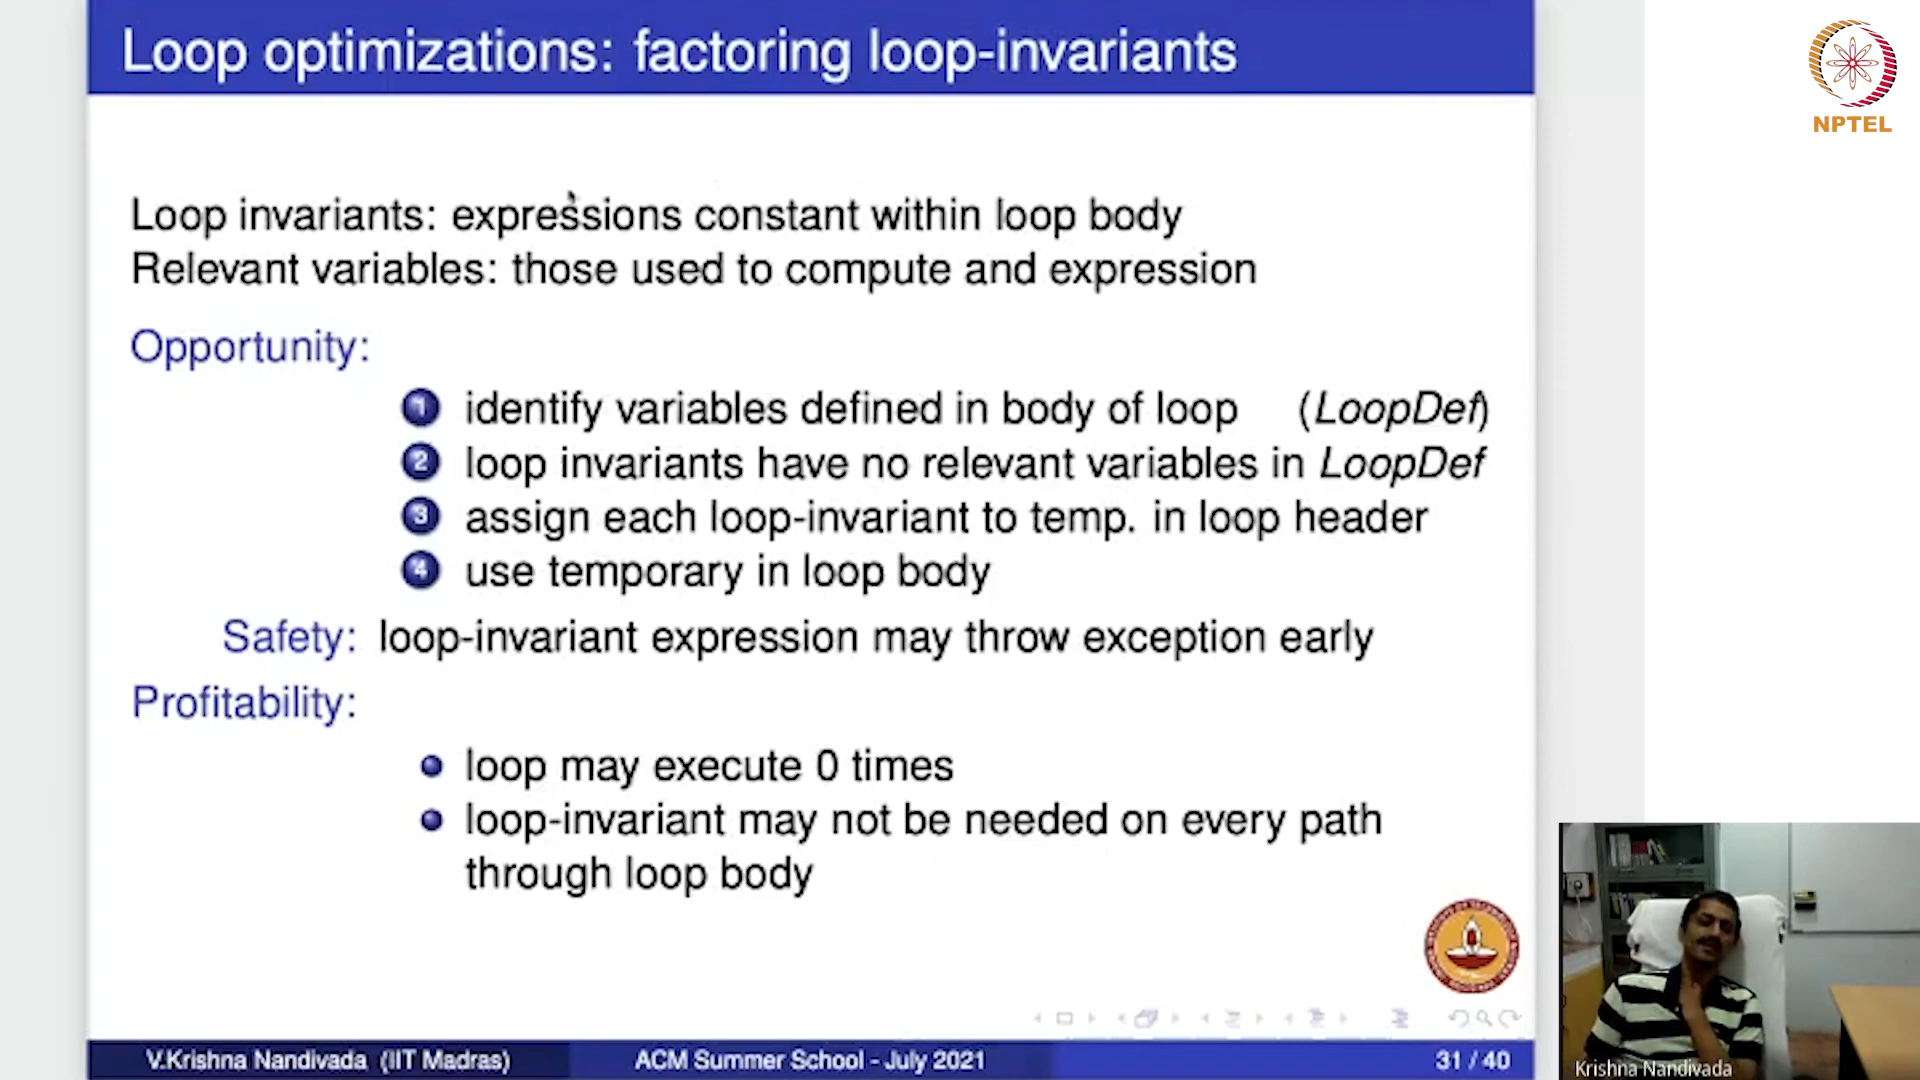 Loop optimizations: factoring loop-invariants
NPTEL
Loop invariants: expressions constant within loop body
Relevant variables: those used to compute and expression
Opportunity:
1 identify variables defined in body of loop (LoopDef)
2 loop invariants have no relevant variables in LoopDef
3 assign each loop-invariant to temp. in loop header
4 use temporary in loop body
Safety: loop-invariant expression may throw exception early
Profitability:
loop may execute 0 times
loop-invariant may not be needed on every path
through loop body
V.Krishna Nandivada (IIT Madras) ACM Summer School - July 2021 31 / 40
Krishna Nandivada